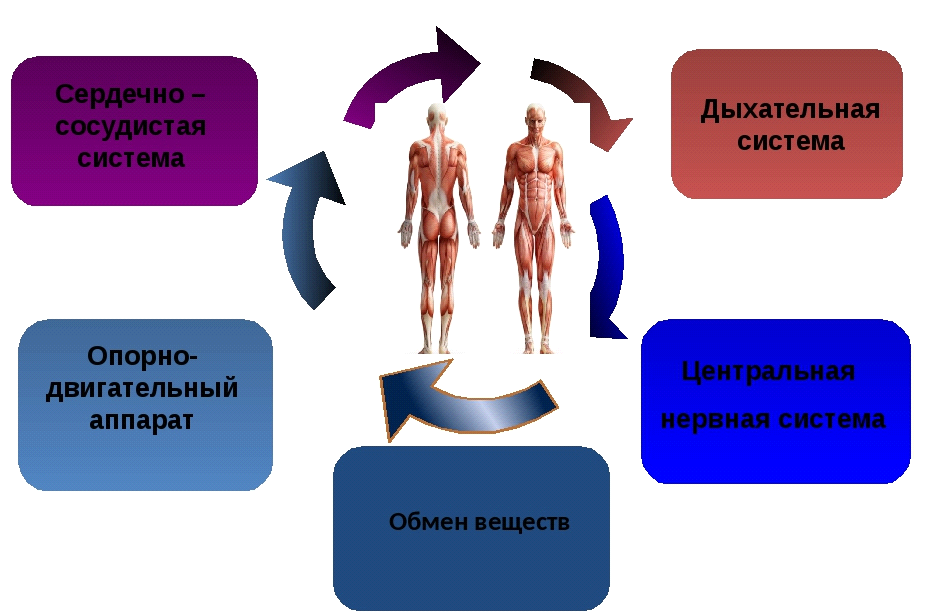 Сердечно –
сосудистая
система
Дыхательная
система
Опорно-
двигательный
аппарат
Центральная
нервная система
Обмен веществ